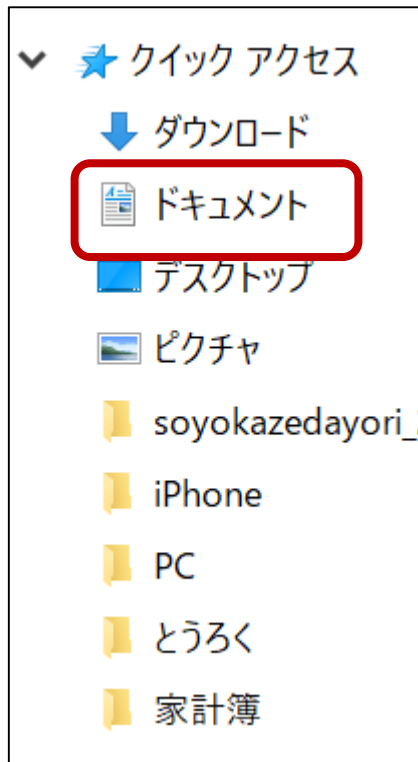 クイック アクセス
ダウンロード
ドキュメント
デスクトップ
ピクチャ
soyokazedayori_
iPhone
PC
とうろく
家計簿